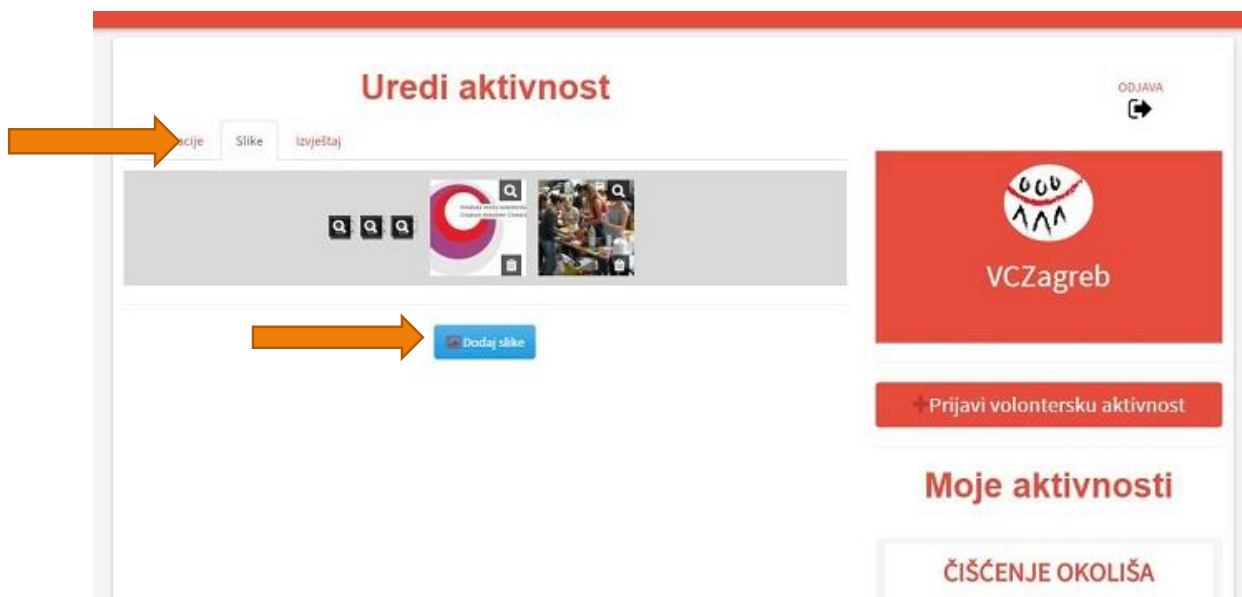 Uredi aktivnost
ODJAVA
acije Slike Izvještaj
VCZagreb
Dodaj slike
Prijavi volontersku aktivnost
Moje aktivnosti
ČIŠĆENJE OKOLIŠA